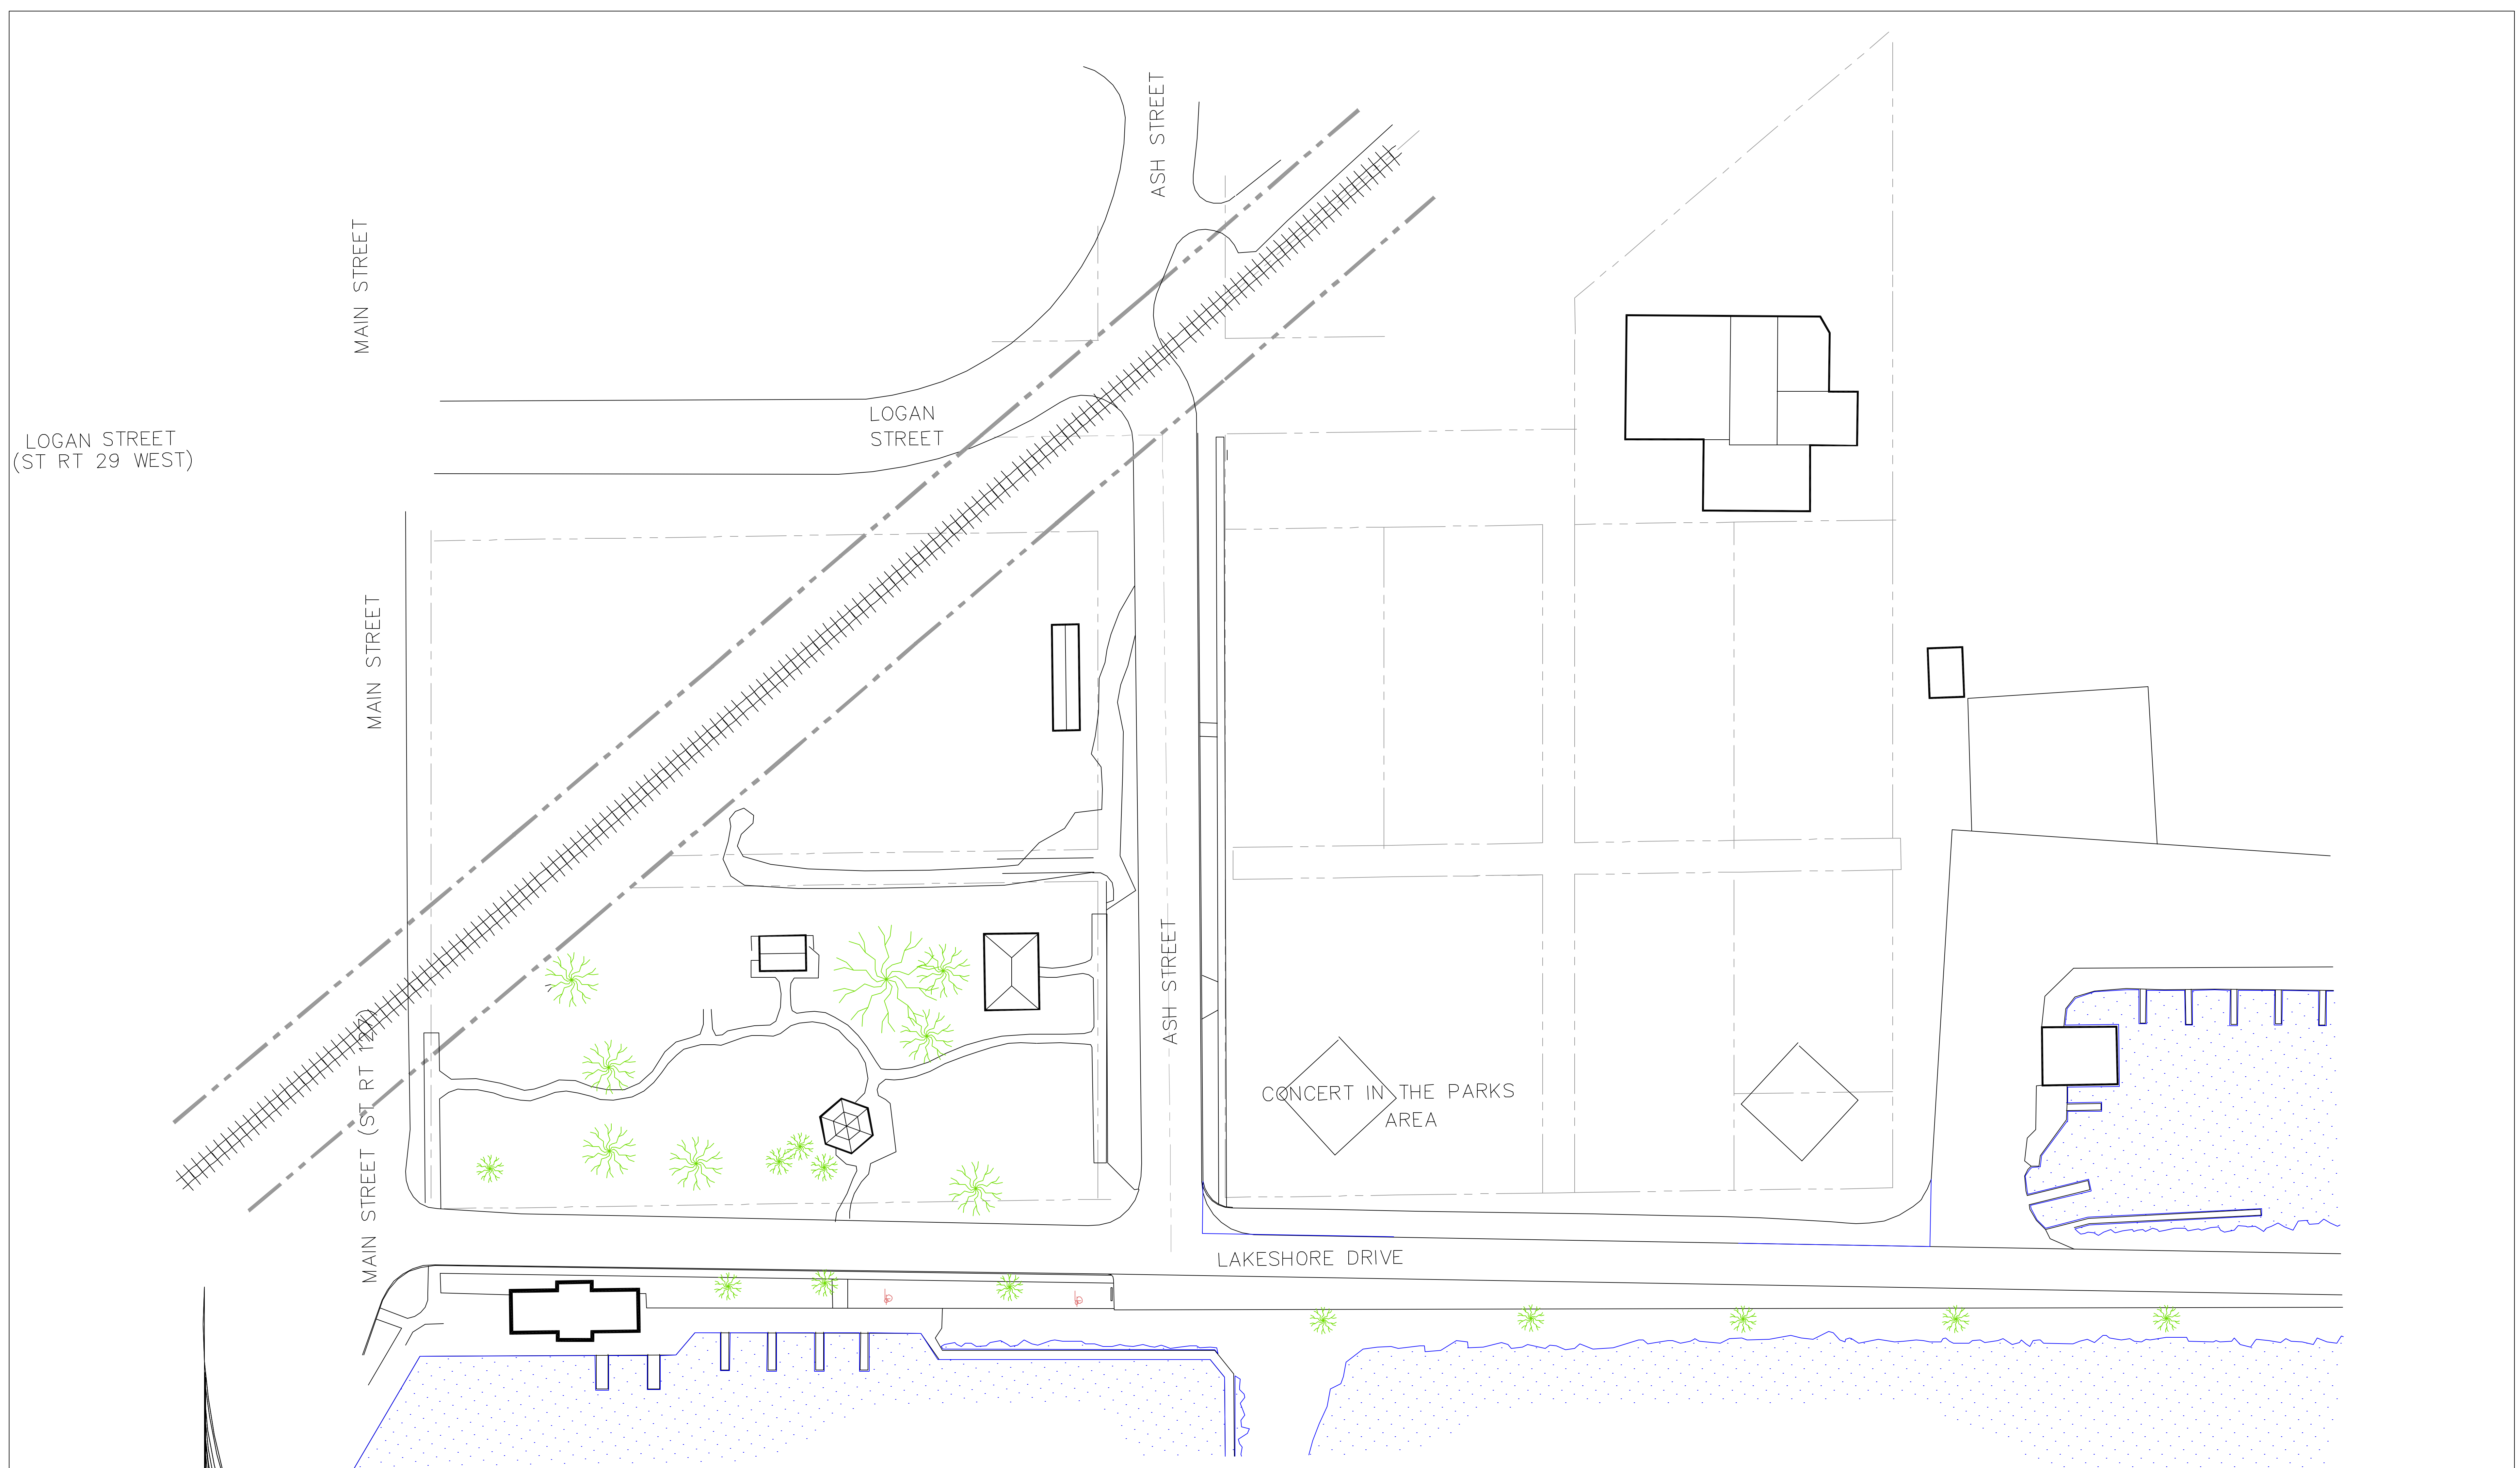 ASH STREET
MAIN STREET
LOGAN
STREET
LOGAN STREET
(ST RT 29 WEST)
MAIN STREET
ASH STREET
MAIN STREET (ST RT 127)
CONCERT IN THE PARKS
AREA
LAKESHORE DRIVE